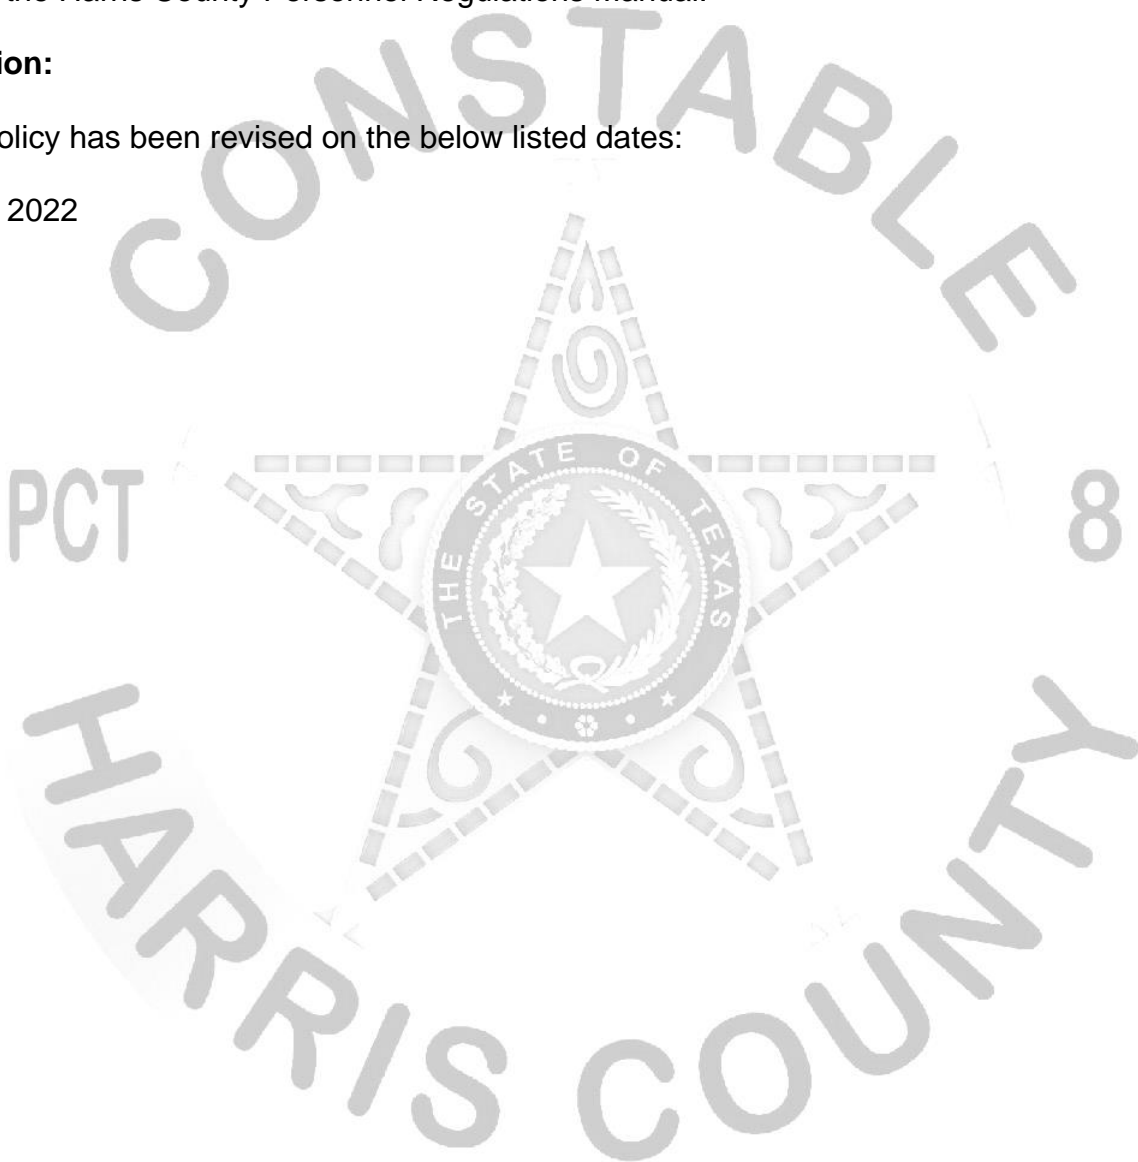 the Harris County Personnel Regulations Manual.
ion:
olicy has been revised on the below listed dates:
2022
CONSTABLE
PCT
8
THE STATE OF TEXAS
HARRIS COUNTY